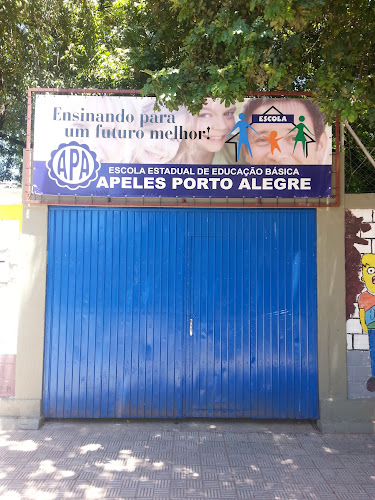 Ensinando para
um futuro melhor!
ESCOLA
APA
ESCOLA ESTADUAL DE EDUCAÇÃO BÁSICA
APELES PORTO ALEGRE